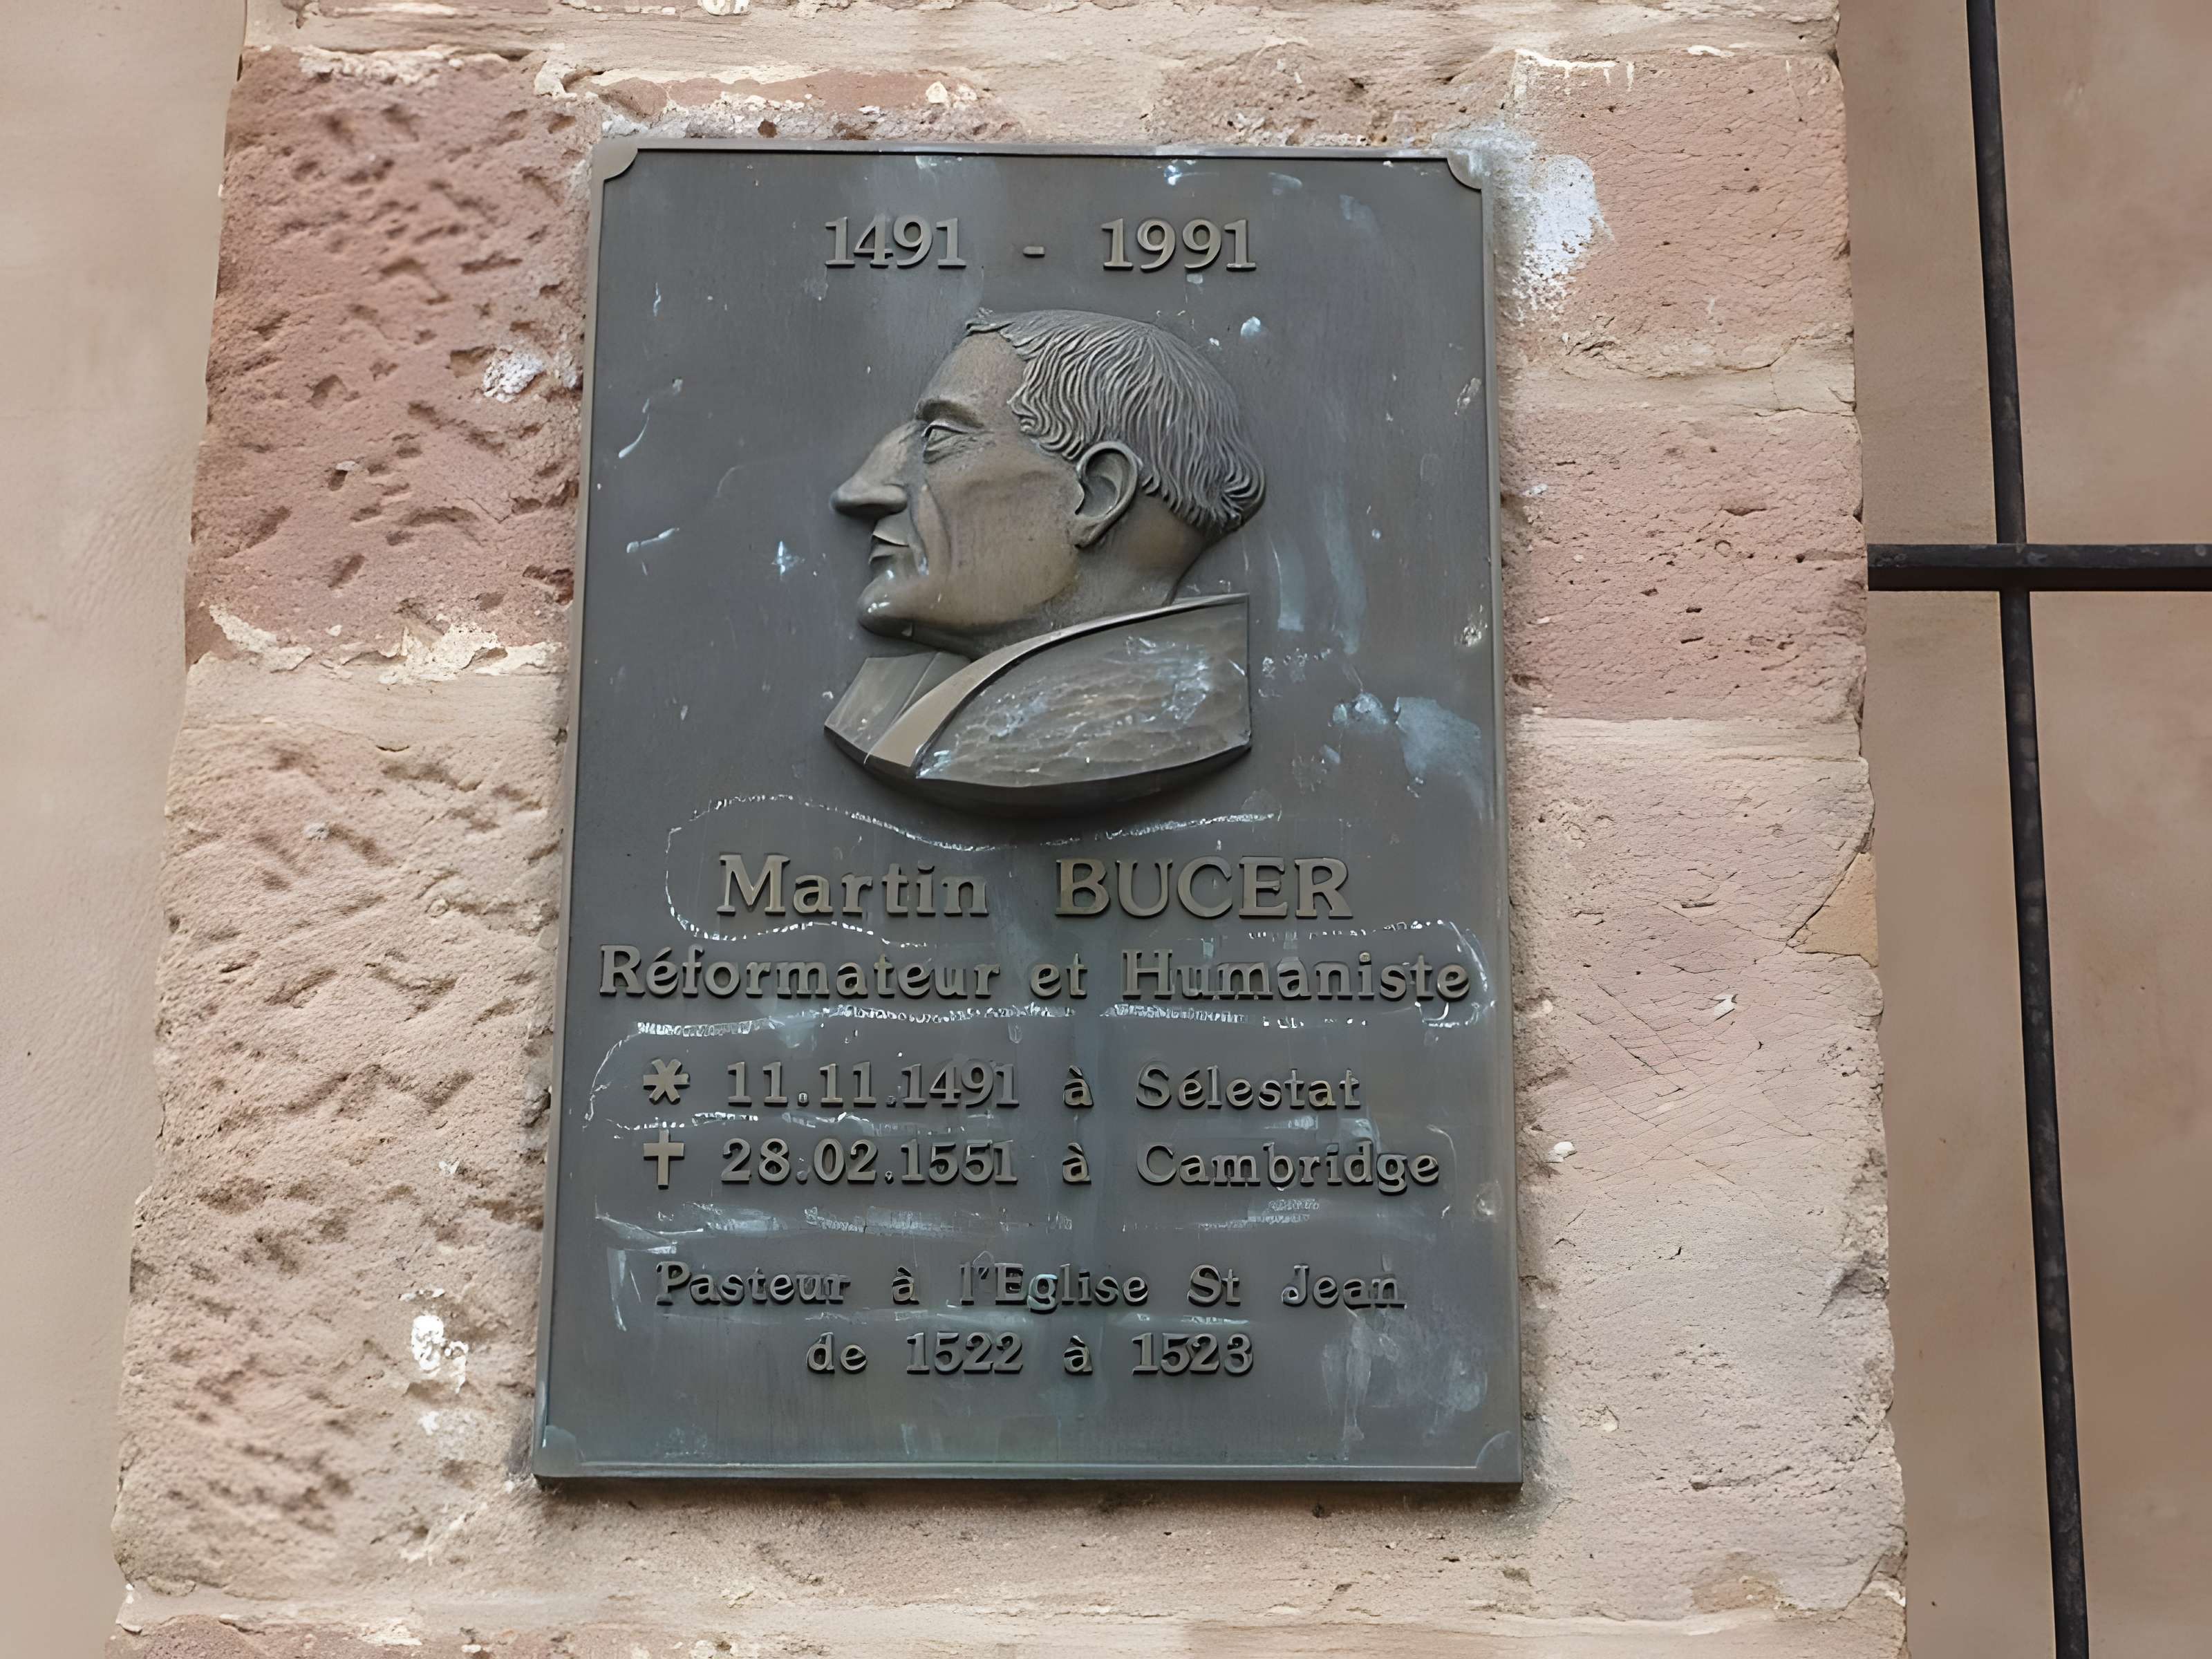 1491 - 1991
Martin BUCER
Réformateur et Humaniste
* 11.11.1491 à Sélestat
✝ 28.02.1551 à Cambridge
Pasteur à l'Eglise St Jean
de 1522 à 1523